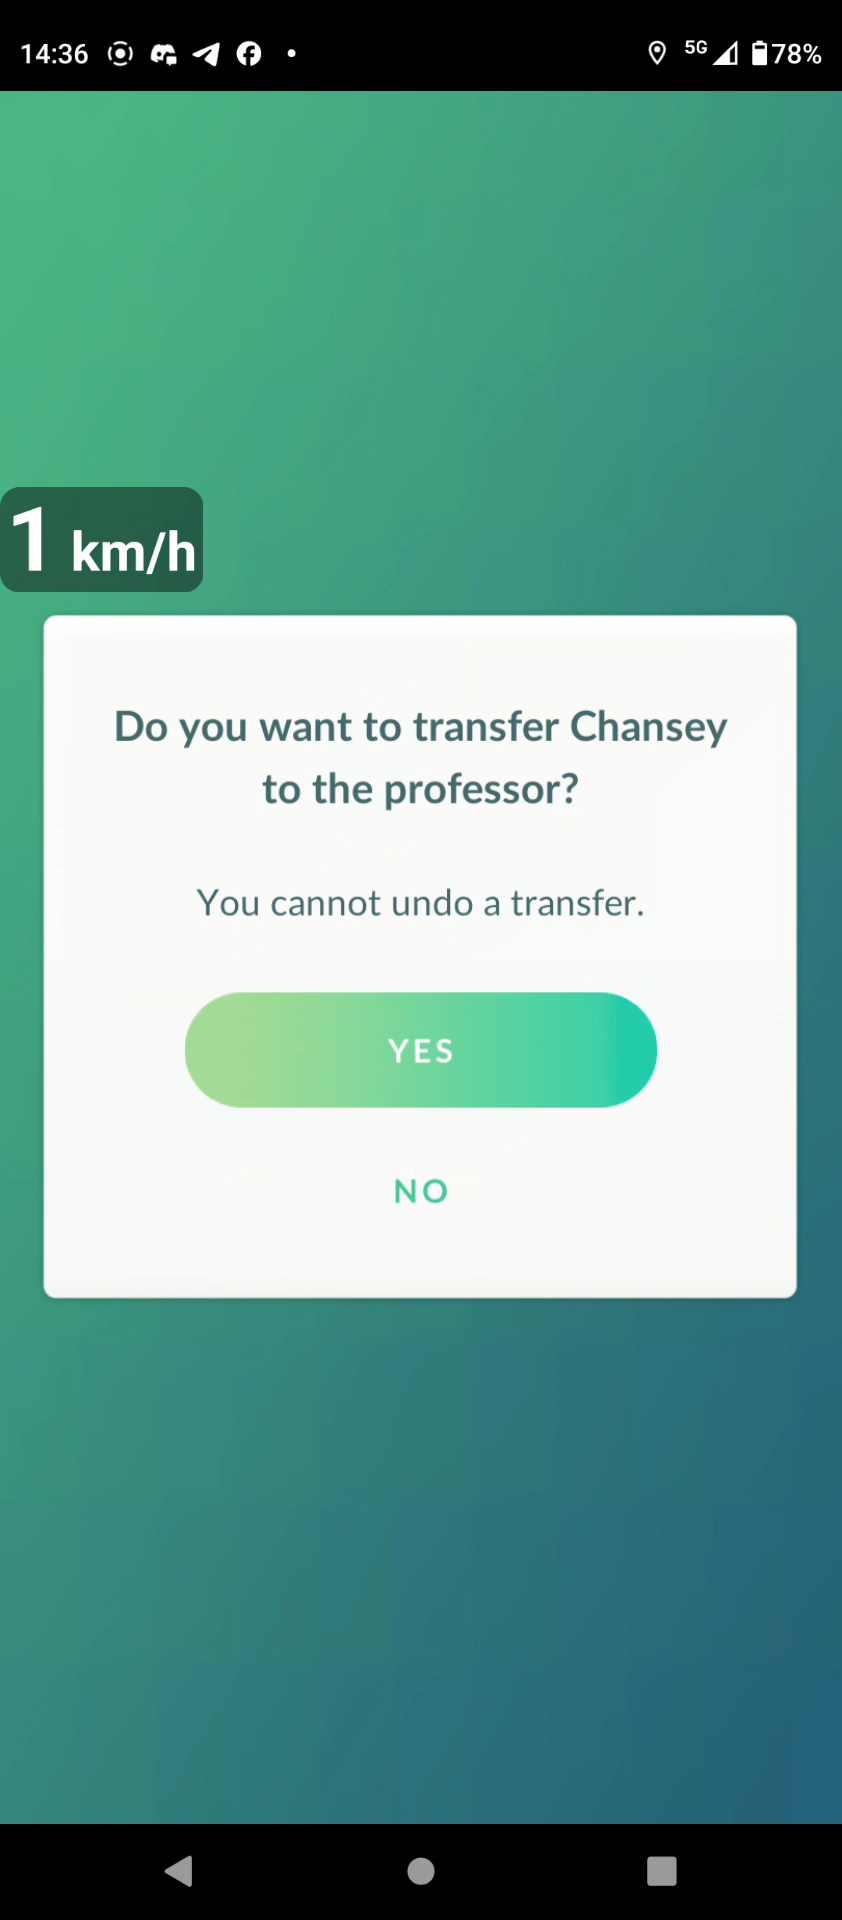 14:36 5G 78%
1 km/h
Do you want to transfer Chansey
to the professor?
You cannot undo a transfer.
YES
NO